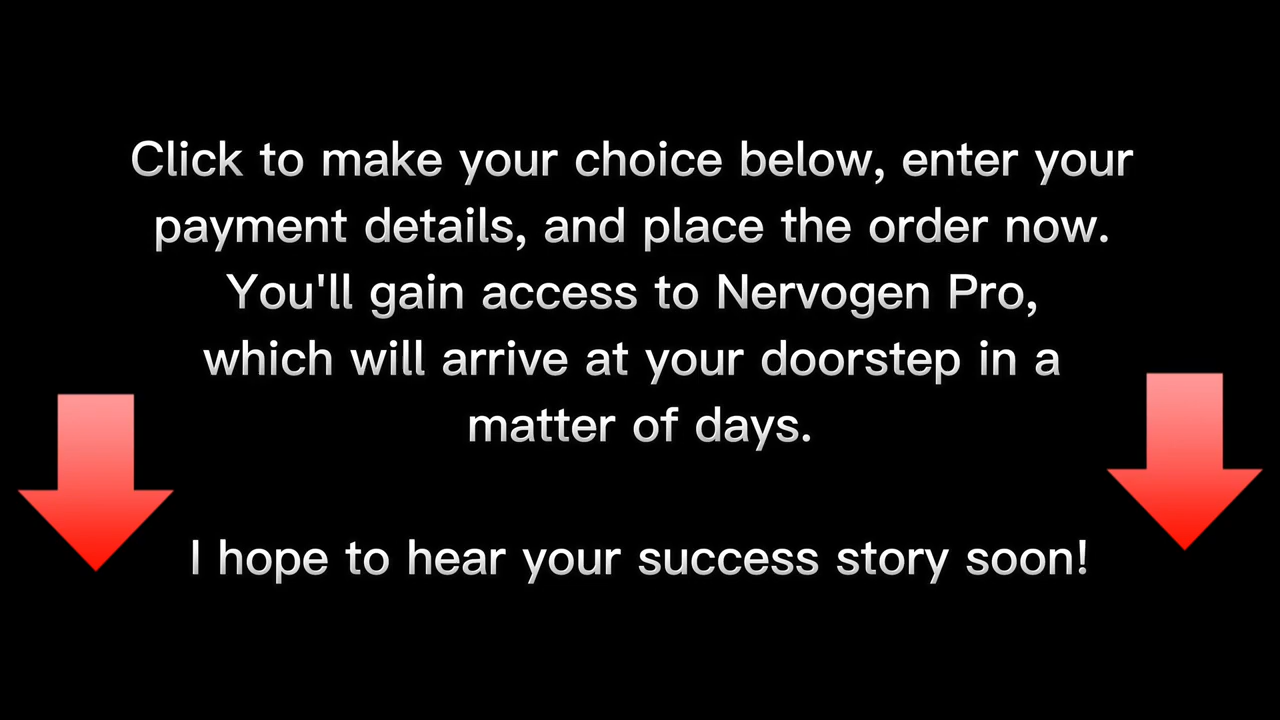 Click to make your choice below, enter your
payment details, and place the order now.
You'll gain access to Nervogen Pro,
which will arrive at your doorstep in a
matter of days.
I hope to hear your success story soon!